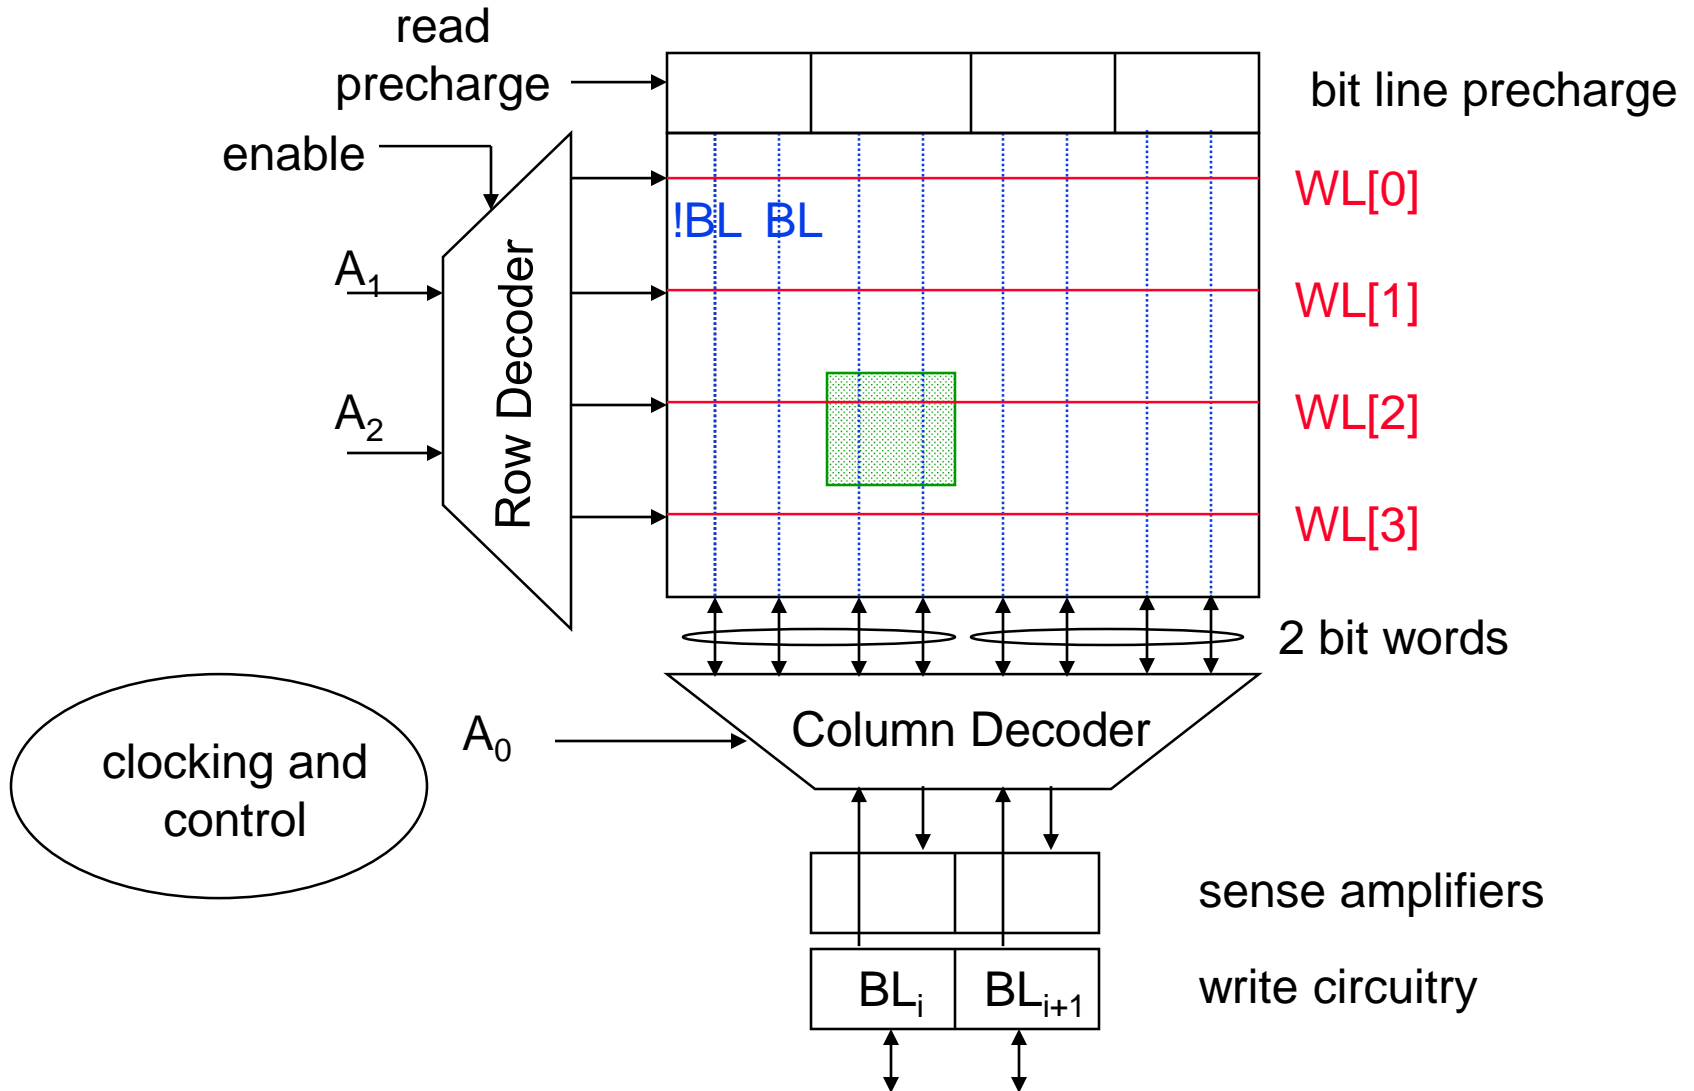 read
precharge
bit line precharge
enable
WL[0]
!BL BL
A₁
Row Decoder
WL[1]
A₂
WL[2]
WL[3]
2 bit words
clocking and
control
A₀
Column Decoder
sense amplifiers
BLᵢ BLᵢ₊₁
write circuitry